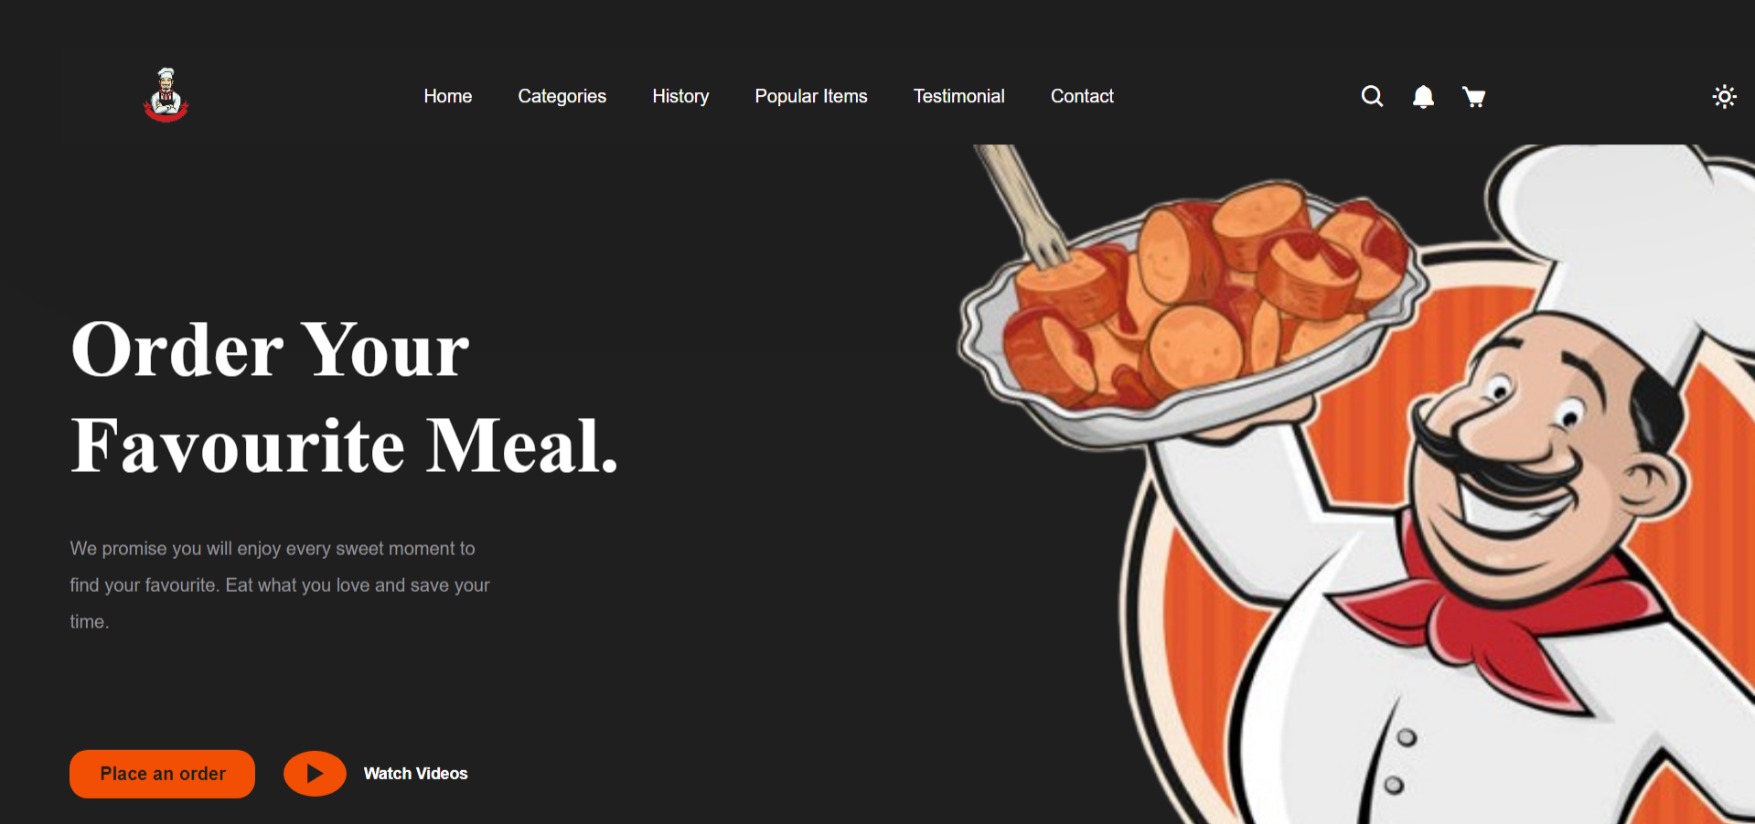 Home Categories History Popular Items Testimonial Contact
Order Your
Favourite Meal.
We promise you will enjoy every sweet moment to
find your favourite. Eat what you love and save your
time.
Place an order Watch Videos